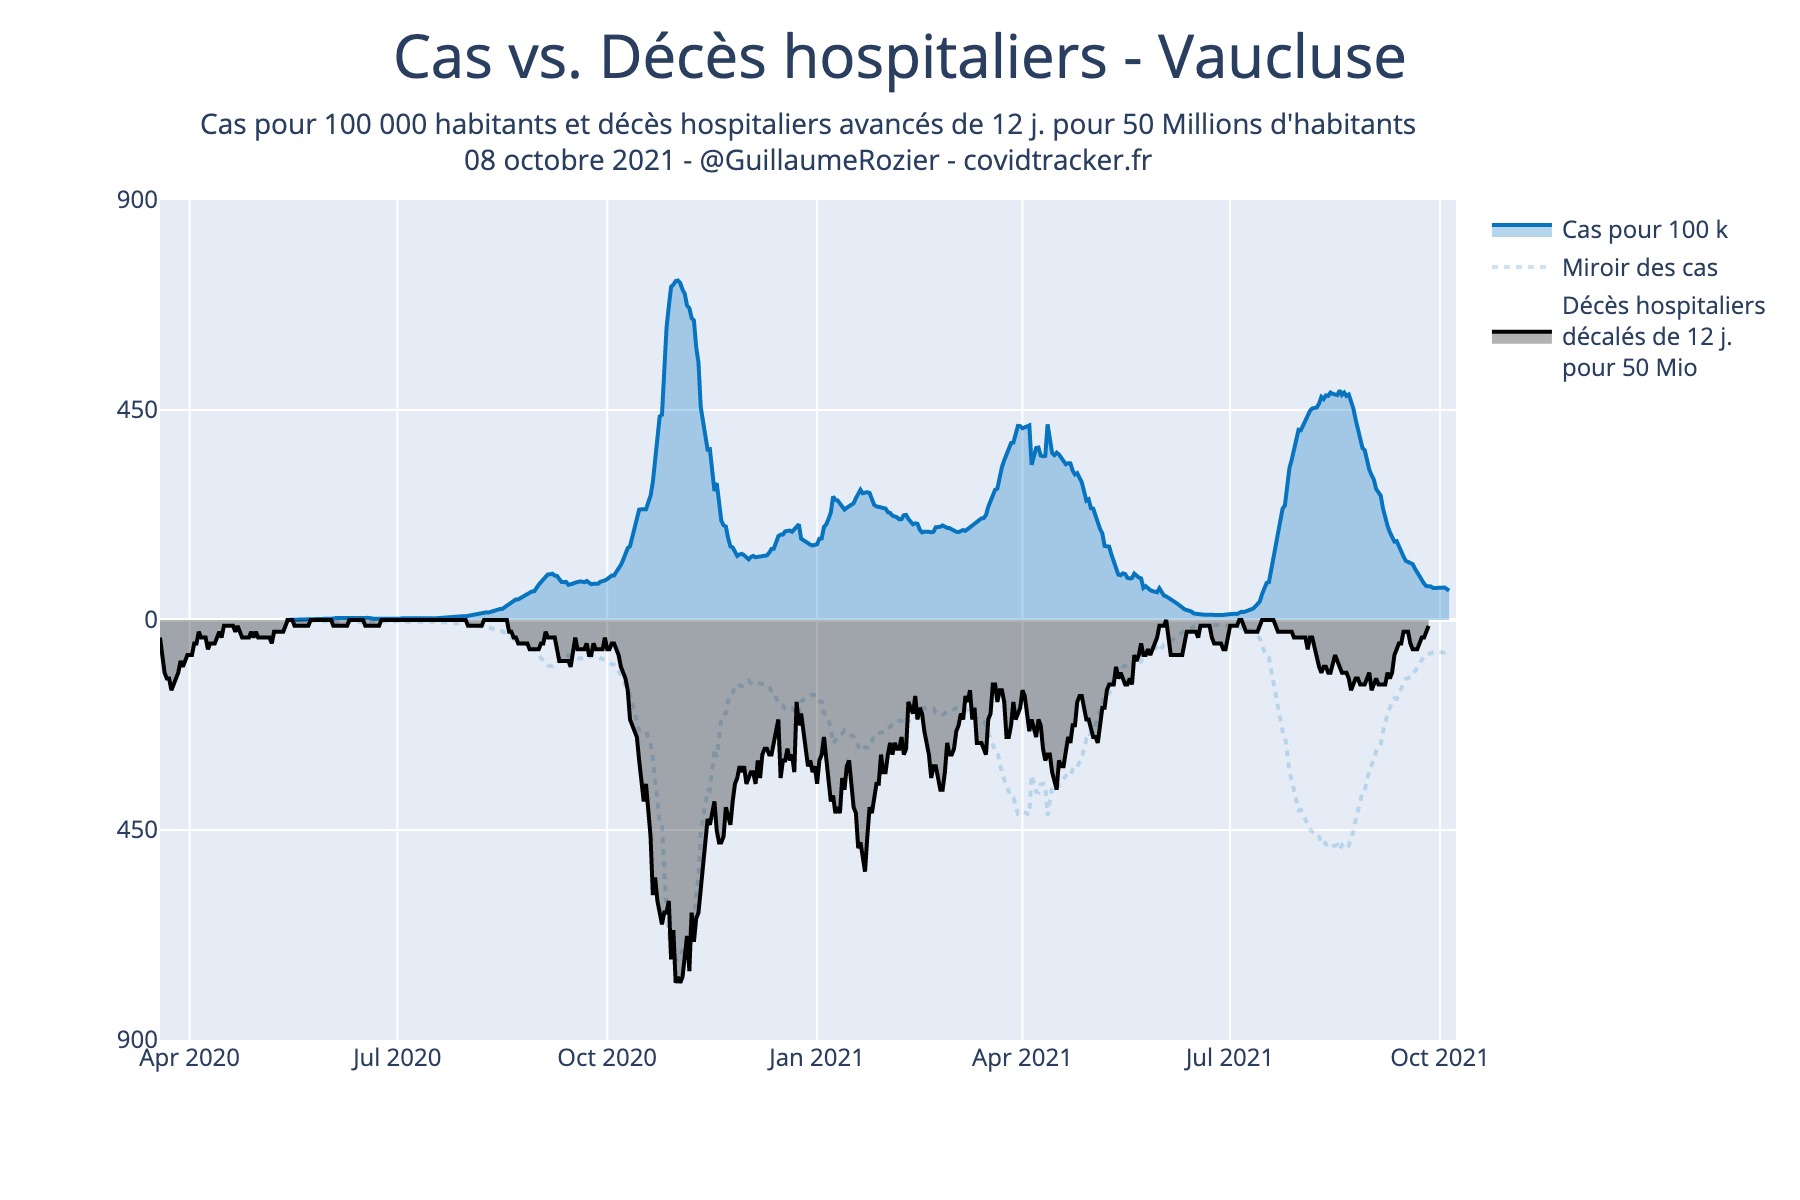 Cas vs. Décès hospitaliers - Vaucluse
Cas pour 100 000 habitants et décès hospitaliers avancés de 12 j. pour 50 Millions d'habitants
08 octobre 2021 - @GuillaumeRozier - covidtracker.fr
900
450
0
450
900
Apr 2020
Jul 2020
Oct 2020
Jan 2021
Apr 2021
Jul 2021
Oct 2021
Cas pour 100 k
Miroir des cas
Décès hospitaliers
décalés de 12 j.
pour 50 Mio